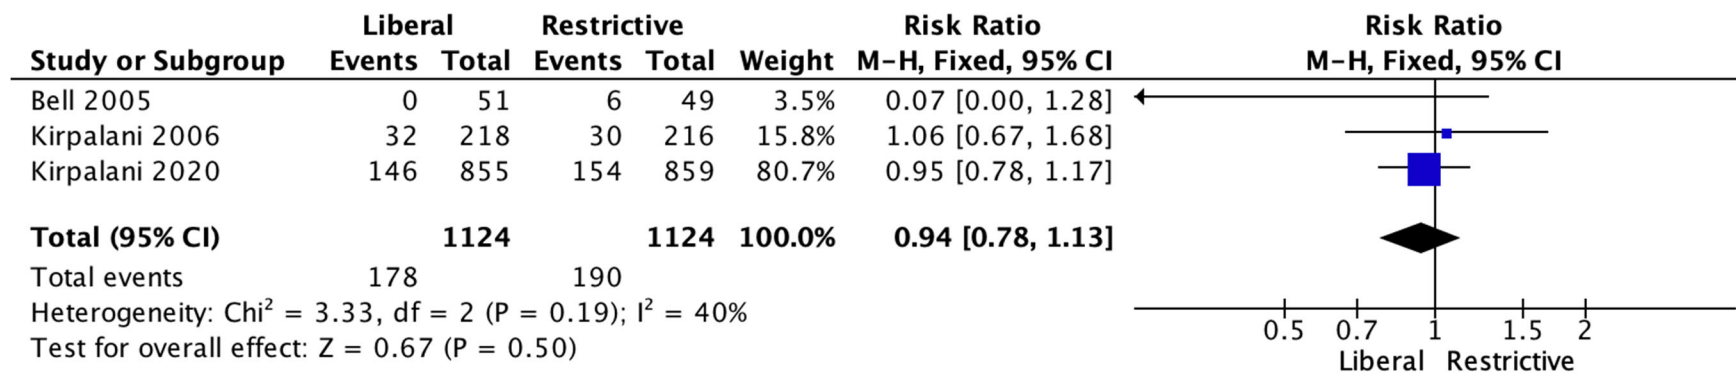 Liberal Restrictive Risk Ratio Risk Ratio
Study or Subgroup Events Total Events Total Weight M-H, Fixed, 95% CI M-H, Fixed, 95% CI
Bell 2005 0 51 6 49 3.5% 0.07 [0.00, 1.28]
Kirpalani 2006 32 218 30 216 15.8% 1.06 [0.67, 1.68]
Kirpalani 2020 146 855 154 859 80.7% 0.95 [0.78, 1.17]
Total (95% CI) 1124 1124 100.0% 0.94 [0.78, 1.13]
Total events 178 190
Heterogeneity: Chi² = 3.33, df = 2 (P = 0.19); I² = 40%
Test for overall effect: Z = 0.67 (P = 0.50)
0.5 0.7 1 1.5 2
Liberal Restrictive